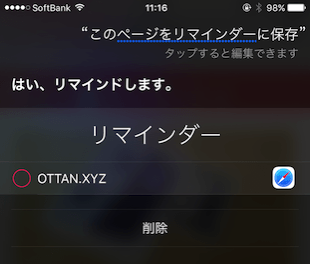 SoftBank 11:16 98%
“このページをリマインダーに保存”
タップすると編集できます
はい、リマインドします。
リマインダー
OTTAN.XYZ
削除